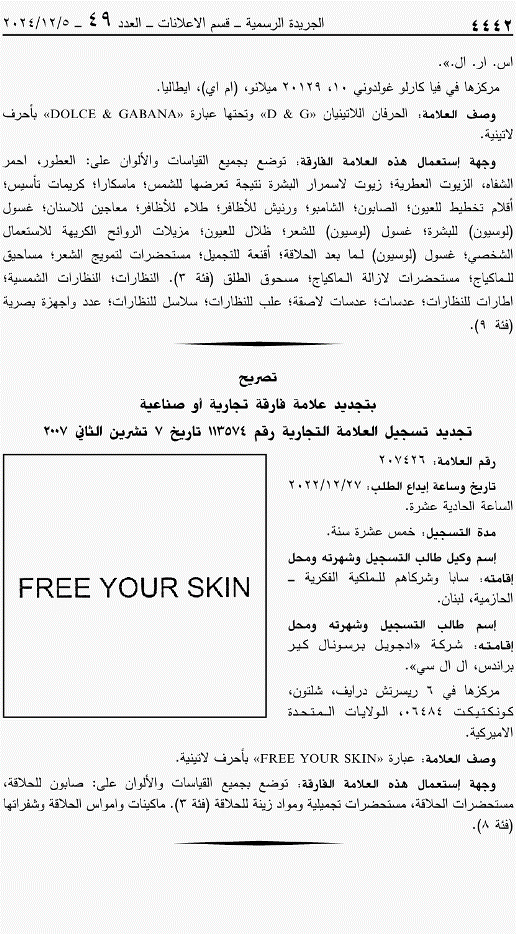 ٤٤٤٢ الجريدة الرسمية – قسم الاعلانات – العدد ٤٩ – ٢٠٢٤/١٢/٥
اس. ار. ال.».
مركزها في فيا كارلو غولدوني ١٠، ٢٠١٢٩ ميلانو، (ام اي)، ايطاليا.
وصف العلامة: الحرفان اللاتينيان «D & G» وتحتها عبارة «DOLCE & GABANA» بأحرف
لاتينية.
وجهة إستعمال هذه العلامة الفارقة: توضع بجميع القياسات والألوان على: العطور، احمر
الشفاه، الزيوت العطرية؛ زيوت لاسمرار البشرة نتيجة تعرضها للشمس؛ ماسكارا؛ كريمات تأسيس؛
أقلام تخطيط للعيون؛ الصابون؛ الشامبو؛ ورنيش للأظافر؛ طلاء للأظافر؛ معاجين للاسنان؛ غسول
(لوسيون) للبشرة؛ غسول (لوسيون) للشعر؛ ظلال للعيون؛ مزيلات الروائح الكريهة للاستعمال
الشخصي؛ غسول (لوسيون) لما بعد الحلاقة؛ أقنعة للتجميل؛ مستحضرات لتمويج الشعر؛ مساحيق
للماكياج؛ مستحضرات لازالة الماكياج؛ مسحوق الطلق (فئة ٣). النظارات؛ النظارات الشمسية؛
اطارات للنظارات؛ عدسات؛ عدسات لاصقة؛ علب للنظارات؛ سلاسل للنظارات؛ عدد واجهزة بصرية
(فئة ٩).
تصريح
بتجديد علامة فارقة تجارية أو صناعية
تجديد تسجيل العلامة التجارية رقم ١١٣٥٧٤ تاريخ ٧ تشرين الثاني ٢٠٠٧
رقم العلامة: ٢٠٧٤٢٦
تاريخ وساعة إيداع الطلب: ٢٠٢٢/١٢/٢٧
الساعة الحادية عشرة.
مدة التسجيل: خمس عشرة سنة.
إسم وكيل طالب التسجيل وشهرته ومحل
إقامته: سابا وشركاهم للملكية الفكرية –
الحازمية، لبنان.
إسم طالب التسجيل وشهرته ومحل
إقامته: شركة «ادجويل برسونال كير
براندس، ال ال سي».
مركزها في ٦ ريسرتش درايف، شلتون،
كونكتيكت ٠٦٤٨٤، الولايات المتحدة
الاميركية.
FREE YOUR SKIN
وصف العلامة: عبارة «FREE YOUR SKIN» بأحرف لاتينية.
وجهة إستعمال هذه العلامة الفارقة: توضع بجميع القياسات والألوان على: صابون للحلاقة،
مستحضرات الحلاقة، مستحضرات تجميلية ومواد زينة للحلاقة (فئة ٣). ماكينات وامواس الحلاقة وشفراتها
(فئة ٨).